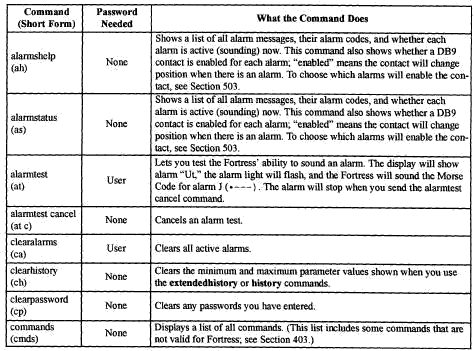 Command
(Short Form)
Password
Needed
What the Command Does
alarmshelp
(ah)
None
Shows a list of all alarm messages, their alarm codes, and whether each
alarm is active (sounding) now. This command also shows whether a DB9
contact is enabled for each alarm; “enabled” means the contact will change
position when there is an alarm. To choose which alarms will enable the con-
tact, see Section 503.
alarmstatus
(as)
None
Shows a list of all alarm messages, their alarm codes, and whether each
alarm is active (sounding) now. This command also shows whether a DB9
contact is enabled for each alarm; “enabled” means the contact will change
position when there is an alarm. To choose which alarms will enable the con-
tact, see Section 503.
alarmtest
(at)
User
Lets you test the Fortress’ ability to sound an alarm. The display will show
alarm “Ut,” the alarm light will flash, and the Fortress will sound the Morse
Code for alarm J (•---). The alarm will stop when you send the alarmtest
cancel command.
alarmtest cancel
(at c)
None
Cancels an alarm test.
clearalarms
(ca)
User
Clears all active alarms.
clearhistory
(ch)
None
Clears the minimum and maximum parameter values shown when you use
the extendedhistory or history commands.
clearpassword
(cp)
None
Clears any passwords you have entered.
commands
(cmds)
None
Displays a list of all commands. (This list includes some commands that are
not valid for Fortress; see Section 403.)